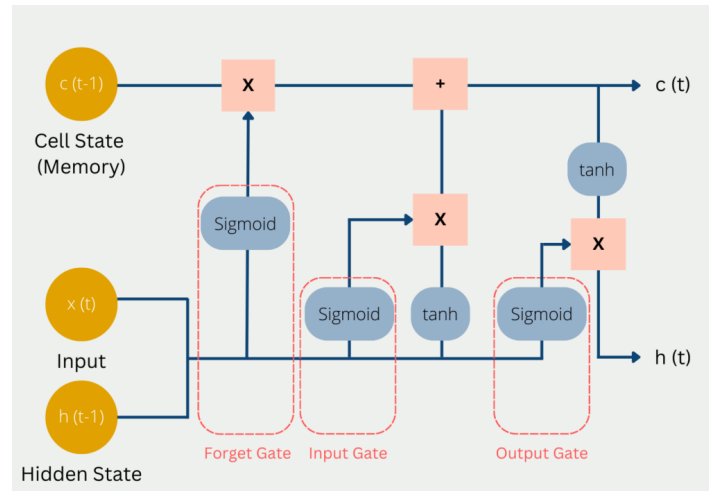 c (t-1)
X
+
c (t)
Cell State
(Memory)
tanh
Sigmoid
X
X
x (t)
Sigmoid
tanh
Sigmoid
Input
h (t)
h (t-1)
Forget Gate
Input Gate
Output Gate
Hidden State